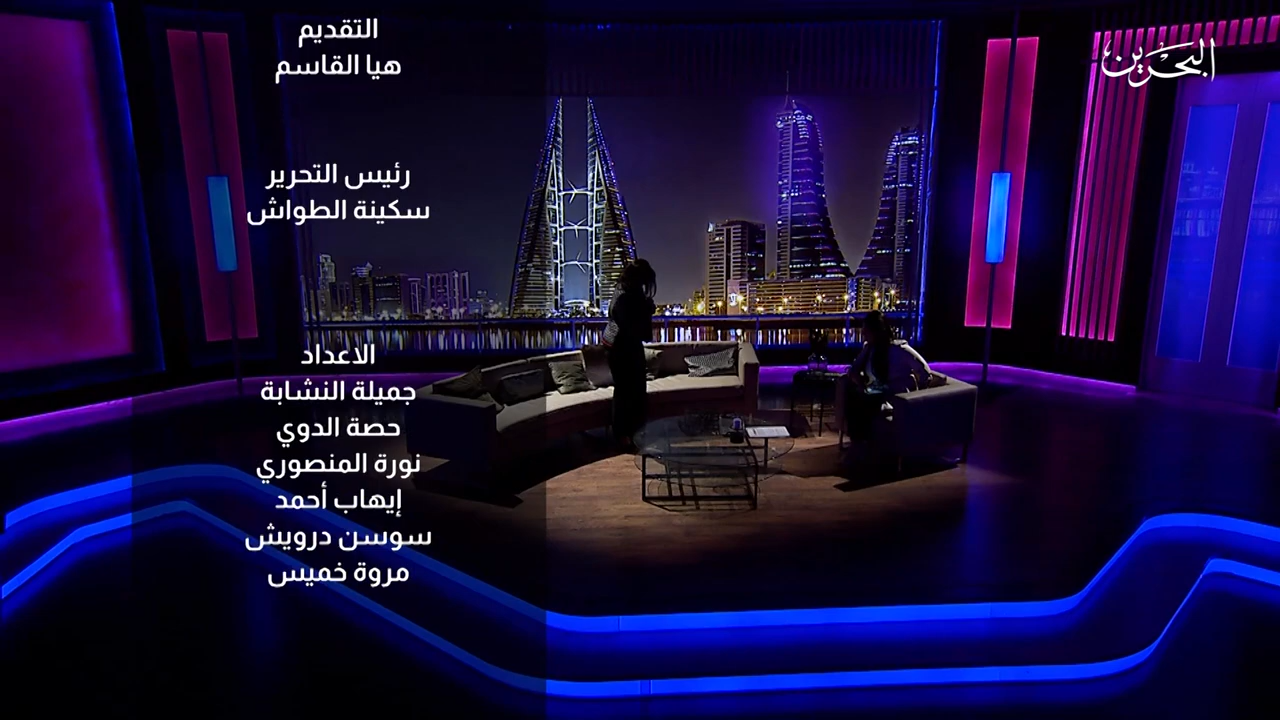 البحرين
التقديم
هيا القاسم
رئيس التحرير
سكينة الطواش
الاعداد
جميلة النشابة
حصة الدوي
نورة المنصوري
إيهاب أحمد
سوسن درويش
مروة خميس